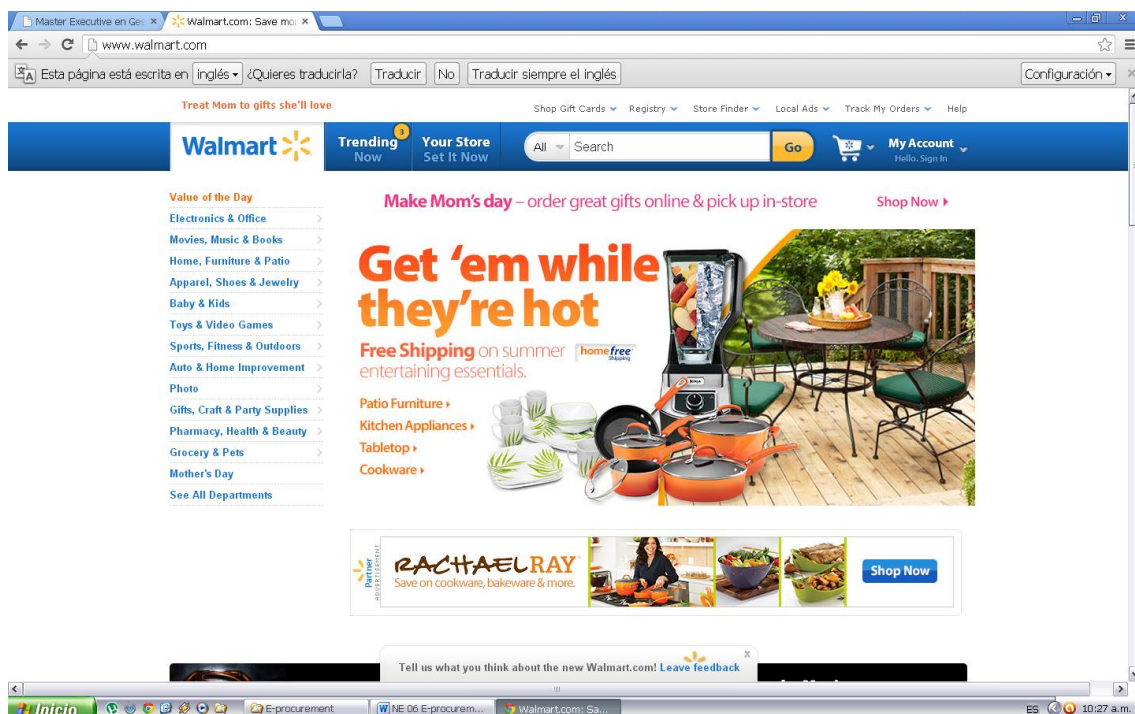 Master Executive en Ges
Walmart.com: Save mor
www.walmart.com
Esta página está escrita en inglés ¿Quieres traducirla? Traducir No Traducir siempre el inglés Configuración
Treat Mom to gifts she'll love
Shop Gift Cards Registry Store Finder Local Ads Track My Orders Help
Walmart
Trending 3
Now
Your Store
Set It Now
All Search Go
My Account
Hello. Sign In
Value of the Day
Electronics & Office
Movies, Music & Books
Home, Furniture & Patio
Apparel, Shoes & Jewelry
Baby & Kids
Toys & Video Games
Sports, Fitness & Outdoors
Auto & Home Improvement
Photo
Gifts, Craft & Party Supplies
Pharmacy, Health & Beauty
Grocery & Pets
Mother's Day
See All Departments
Make Mom's day – order great gifts online & pick up in-store Shop Now
Get 'em while
they're hot
Free Shipping on summer homefree Shipping
entertaining essentials.
Patio Furniture
Kitchen Appliances
Tabletop
Cookware
NINJA
Partner
ADVERTISEMENT
RACHAELRAY
Save on cookware, bakeware & more.
Shop Now
Tell us what you think about the new Walmart.com! Leave feedback
x
Inicio E-procurement NE 06 E-procurem... Walmart.com: Sa... ES 10:27 a.m.